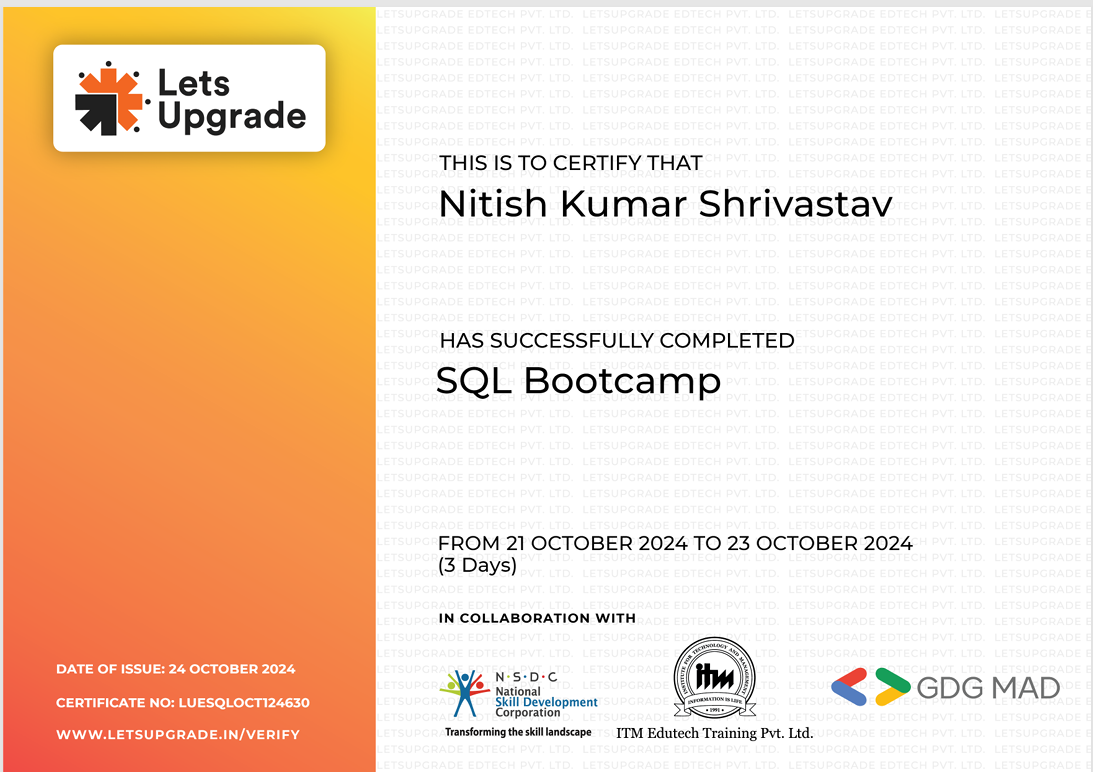 Lets
Upgrade
THIS IS TO CERTIFY THAT
Nitish Kumar Shrivastav
HAS SUCCESSFULLY COMPLETED
SQL Bootcamp
FROM 21 OCTOBER 2024 TO 23 OCTOBER 2024
(3 Days)
IN COLLABORATION WITH
N·S·D·C
National
Skill Development
Corporation
Transforming the skill landscape
INSTITUTE FOR TECHNOLOGY AND MANAGEMENT
itm
INFORMATION IS LIFE
1991
ITM Edutech Training Pvt. Ltd.
GDG MAD
DATE OF ISSUE: 24 OCTOBER 2024
CERTIFICATE NO: LUESQLOCT124630
WWW.LETSUPGRADE.IN/VERIFY
LETSUPGRADE EDTECH PVT. LTD.